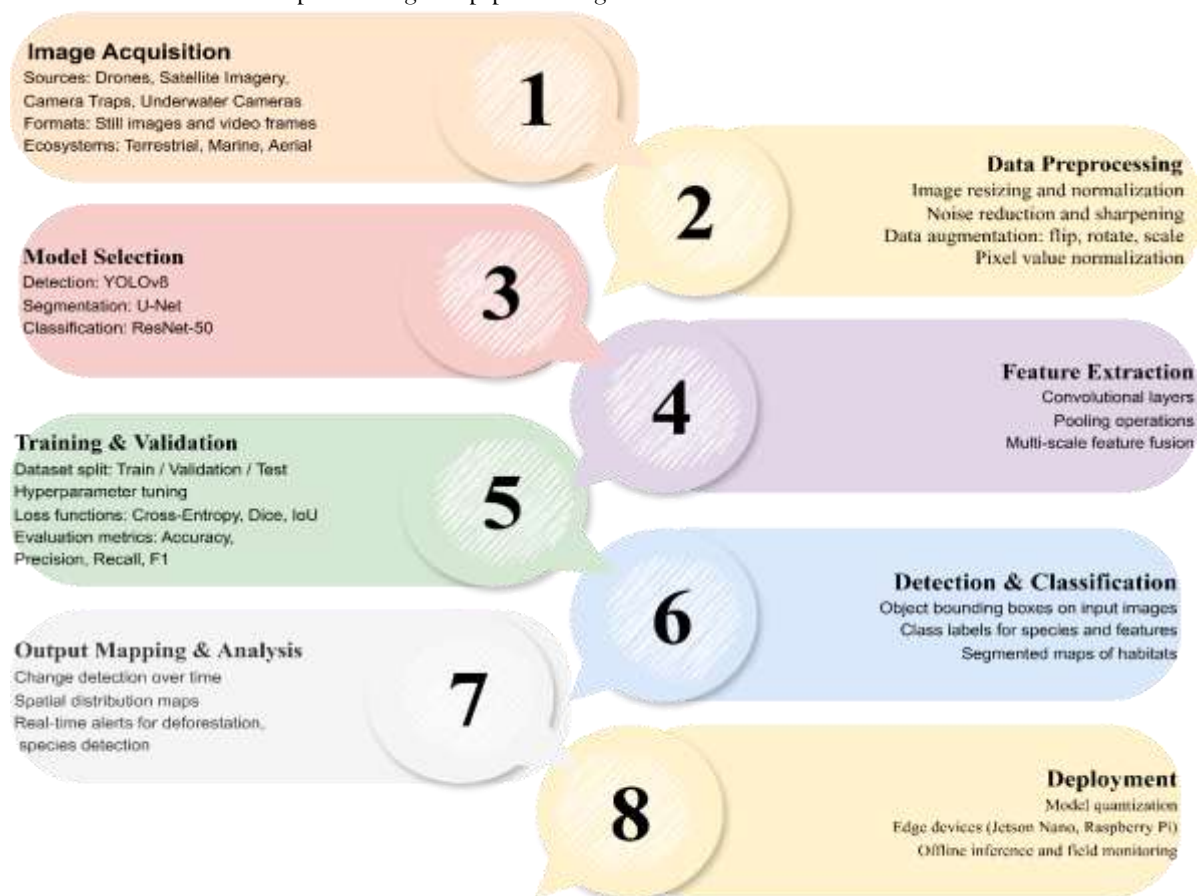 Image Acquisition
Sources: Drones, Satellite Imagery,
Camera Traps, Underwater Cameras
Formats: Still images and video frames
Ecosystems: Terrestrial, Marine, Aerial
1
Data Preprocessing
Image resizing and normalization
Noise reduction and sharpening
Data augmentation: flip, rotate, scale
Pixel value normalization
2
Model Selection
Detection: YOLOv8
Segmentation: U-Net
Classification: ResNet-50
3
Feature Extraction
Convolutional layers
Pooling operations
Multi-scale feature fusion
4
Training & Validation
Dataset split: Train / Validation / Test
Hyperparameter tuning
Loss functions: Cross-Entropy, Dice, IoU
Evaluation metrics: Accuracy,
Precision, Recall, F1
5
Detection & Classification
Object bounding boxes on input images
Class labels for species and features
Segmented maps of habitats
6
Output Mapping & Analysis
Change detection over time
Spatial distribution maps
Real-time alerts for deforestation,
species detection
7
Deployment
Model quantization
Edge devices (Jetson Nano, Raspberry Pi)
Offline inference and field monitoring
8